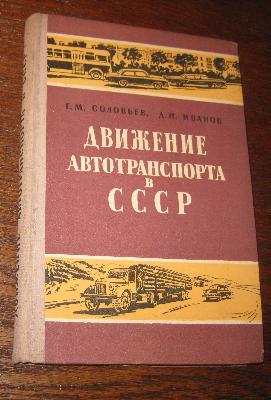 Г. М. СОЛОВЬЕВ, Д. И. ИВАНОВ
ДВИЖЕНИЕ
АВТОТРАНСПОРТА
В
СССР